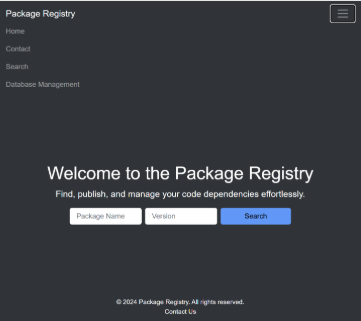 Package Registry
Home
Contact
Search
Database Management
Welcome to the Package Registry
Find, publish, and manage your code dependencies effortlessly.
Package Name Version Search
© 2024 Package Registry. All rights reserved.
Contact Us